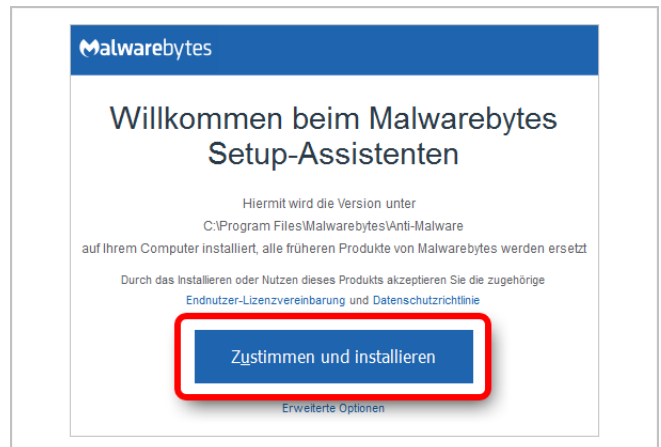 Malwarebytes
Willkommen beim Malwarebytes
Setup-Assistenten
Hiermit wird die Version unter
C:\Program Files\Malwarebytes\Anti-Malware
auf Ihrem Computer installiert, alle früheren Produkte von Malwarebytes werden ersetzt
Durch das Installieren oder Nutzen dieses Produkts akzeptieren Sie die zugehörige
Endnutzer-Lizenzvereinbarung und Datenschutzrichtlinie
Zustimmen und installieren
Erweiterte Optionen